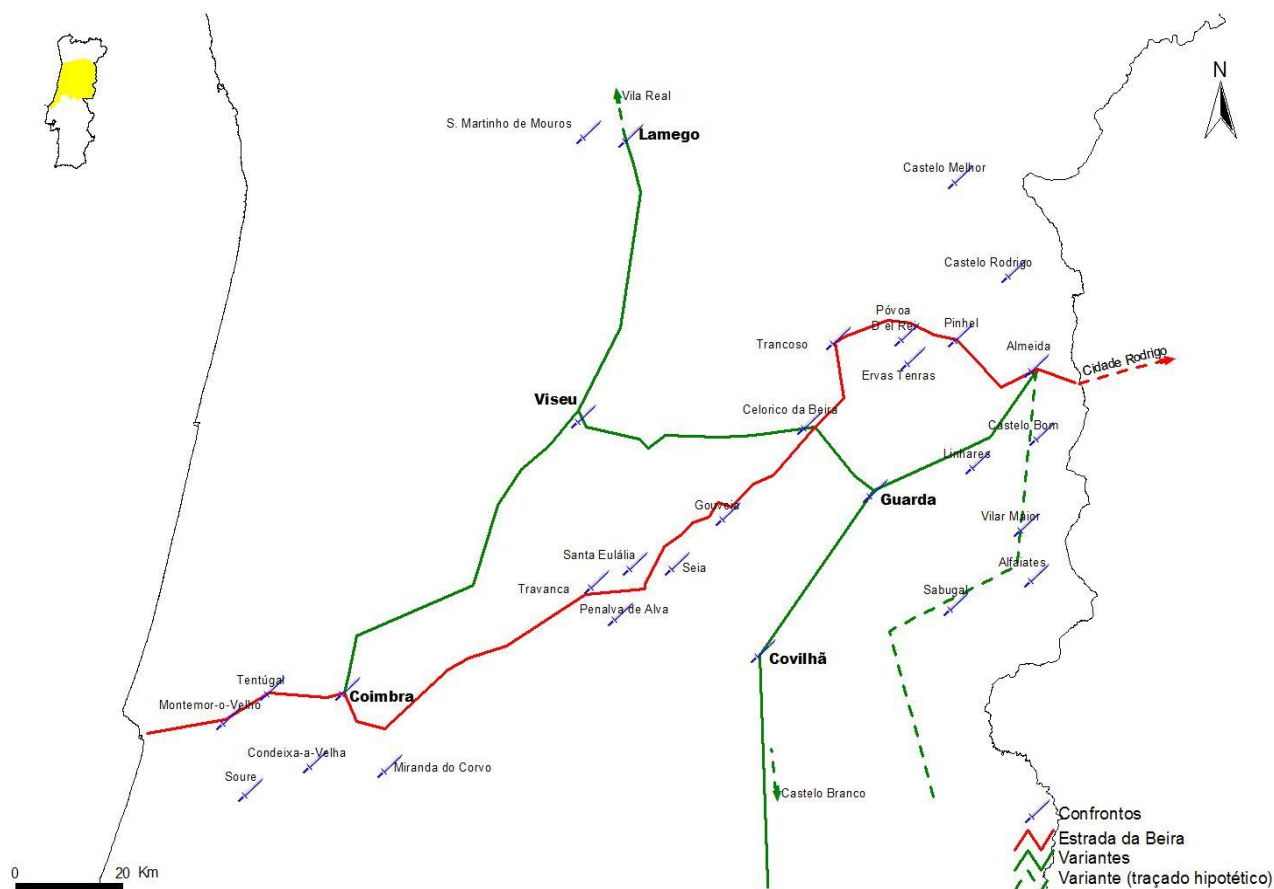 N
Vila Real
S. Martinho de Mouros
Lamego
Castelo Melhor
Castelo Rodrigo
Póvoa
D'el Rei
Pinhel
Trancoso
Almeida
Ervas Tenras
Cidade Rodrigo
Viseu
Celorico da Beira
Castelo Bom
Linhares
Guarda
Gouveia
Vilar Maior
Santa Eulália
Seia
Alfaiates
Travanca
Sabugal
Penalva de Alva
Covilhã
Tentúgal
Coimbra
Montemor-o-Velho
Condeixa-a-Velha
Miranda do Corvo
Soure
Castelo Branco
Confrontos
Estrada da Beira
Variantes
Variante (traçado hipotético)
0 20 Km